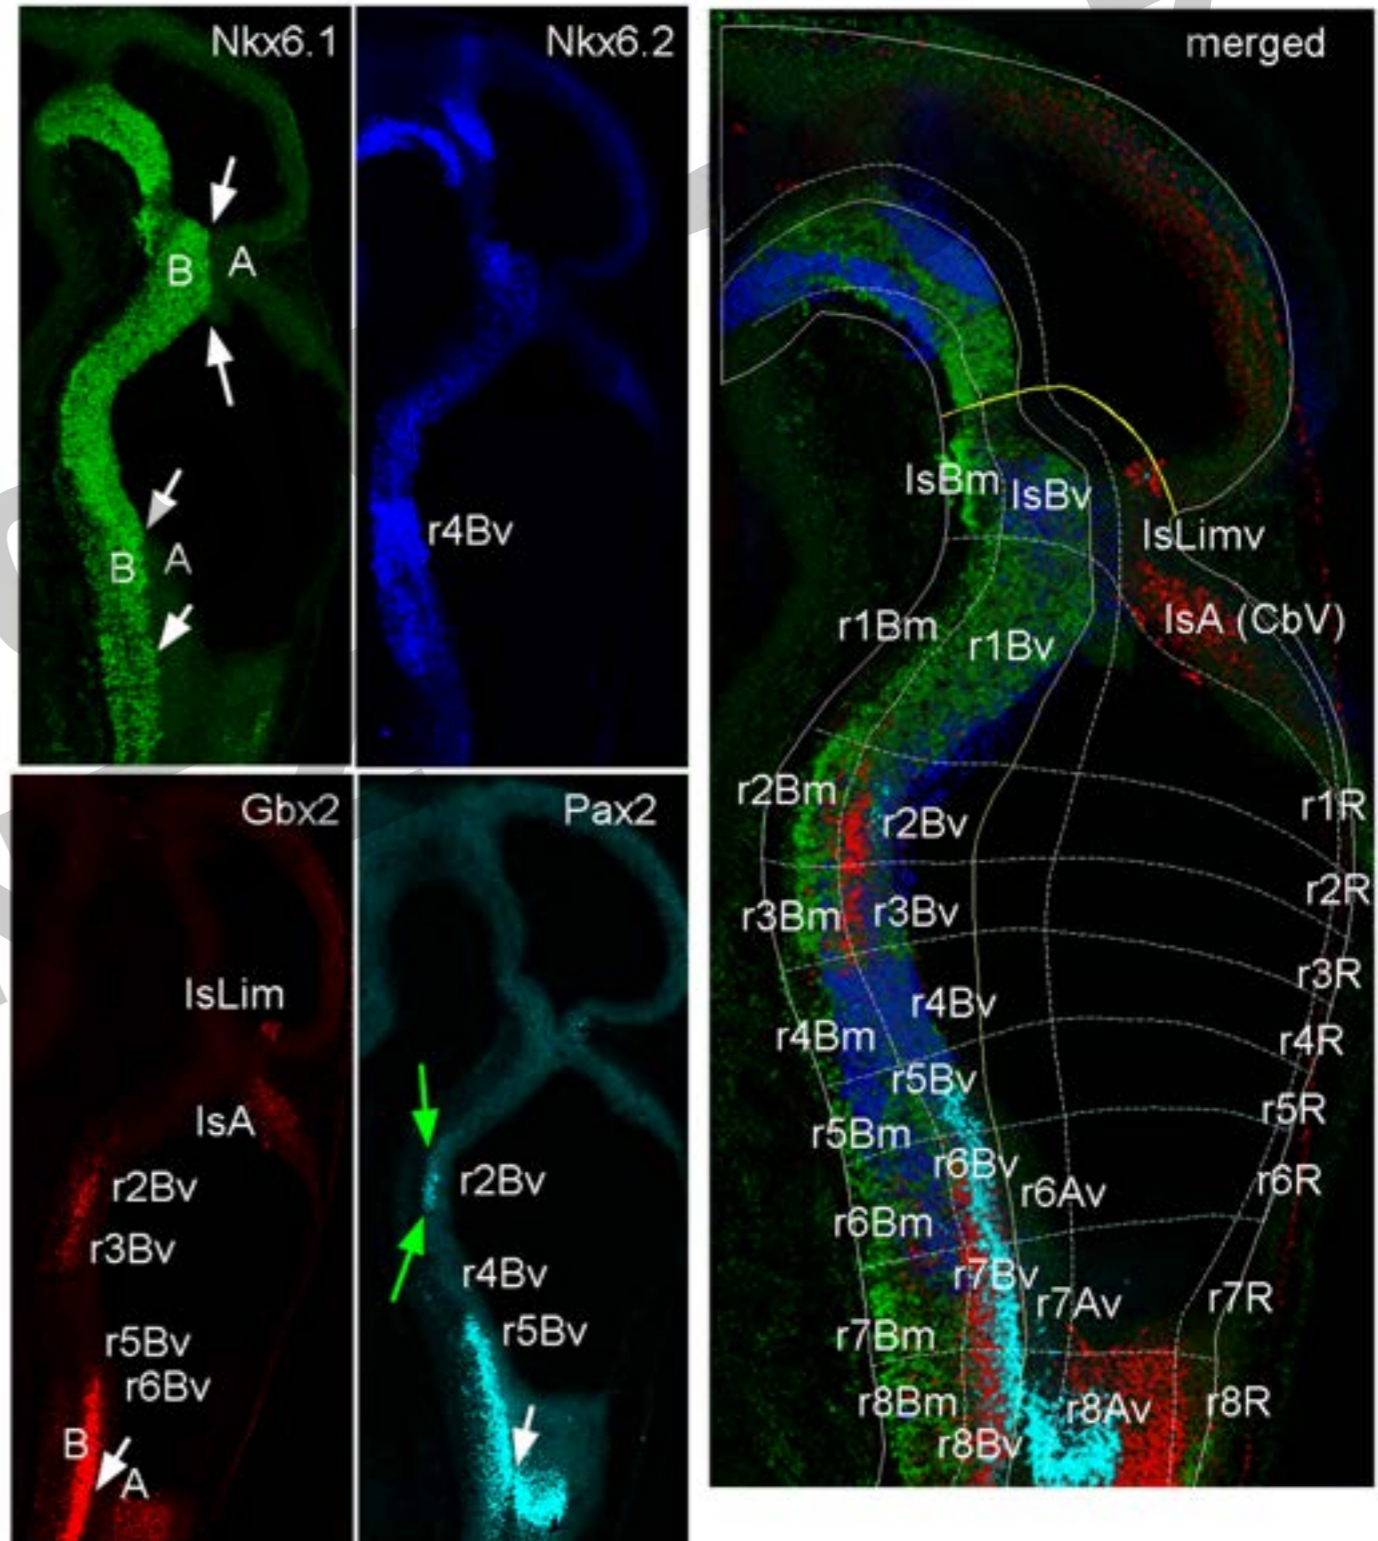 Nkx6.1
B
A
B
A
Nkx6.2
r4Bv
Gbx2
IsLim
IsA
r2Bv
r3Bv
r5Bv
r6Bv
B
A
Pax2
r2Bv
r4Bv
r5Bv
merged
IsBm
IsBv
IsLimv
r1Bm
r1Bv
IsA (CbV)
r2Bm
r2Bv
r1R
r3Bm
r3Bv
r2R
r4Bm
r4Bv
r3R
r5Bv
r4R
r5Bm
r5R
r6Bv
r6Av
r6R
r6Bm
r7Bv
r7Av
r7R
r7Bm
r8Bm
r8Av
r8R
r8Bv